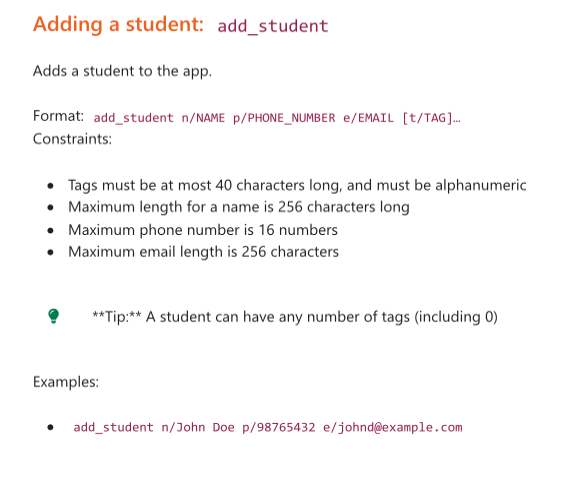 Adding a student: add_student
Adds a student to the app.
Format: add_student n/NAME p/PHONE_NUMBER e/EMAIL [t/TAG]…
Constraints:
Tags must be at most 40 characters long, and must be alphanumeric
Maximum length for a name is 256 characters long
Maximum phone number is 16 numbers
Maximum email length is 256 characters
**Tip:** A student can have any number of tags (including 0)
Examples:
add_student n/John Doe p/98765432 e/johnd@example.com